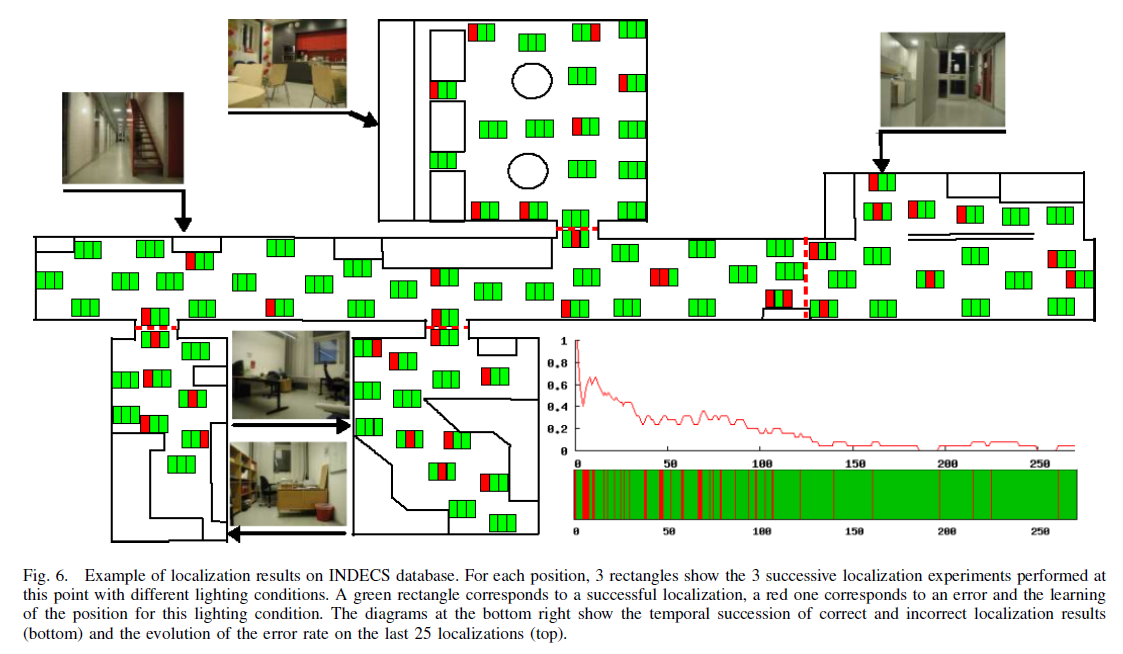 1
0.8
0.6
0.4
0.2
0
0 50 100 150 200 250
0 50 100 150 200 250
Fig. 6. Example of localization results on INDECS database. For each position, 3 rectangles show the 3 successive localization experiments performed at
this point with different lighting conditions. A green rectangle corresponds to a successful localization, a red one corresponds to an error and the learning
of the position for this lighting condition. The diagrams at the bottom right show the temporal succession of correct and incorrect localization results
(bottom) and the evolution of the error rate on the last 25 localizations (top).